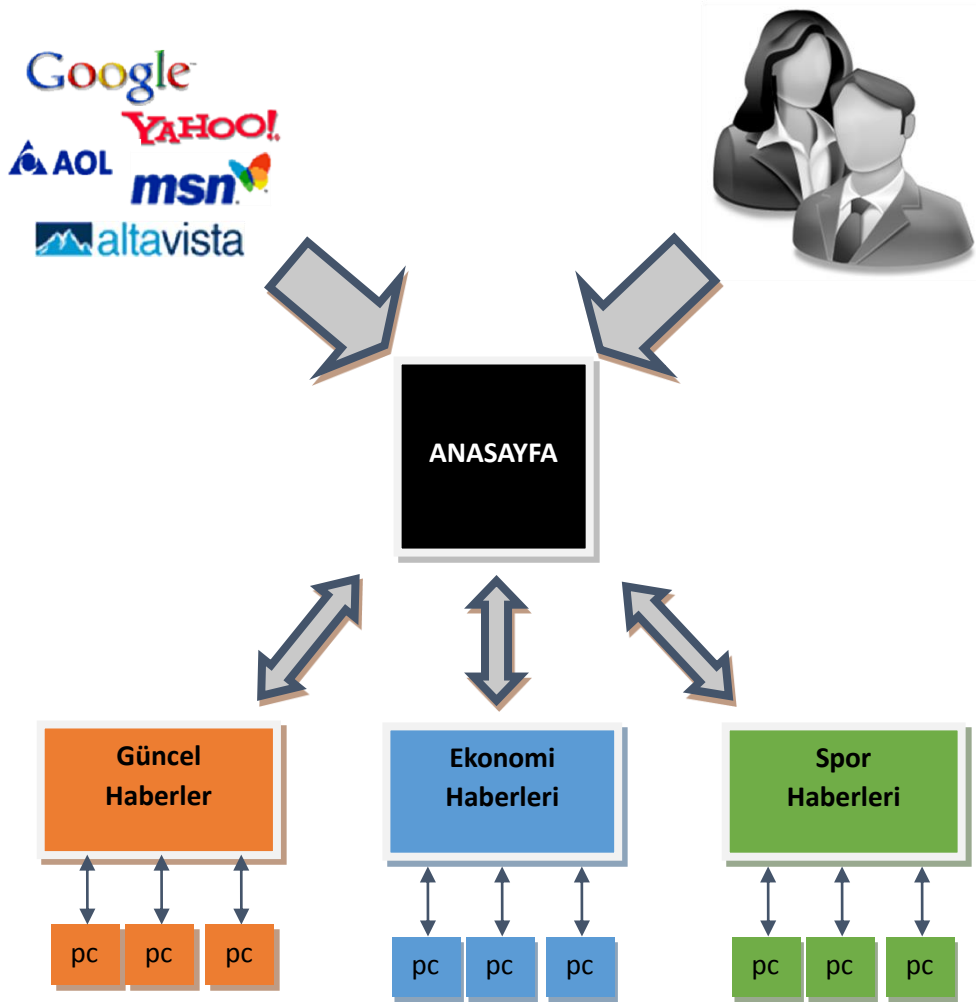 Google
YAHOO!
AOL
msn
altavista
ANASAYFA
Güncel
Haberler
Ekonomi
Haberleri
Spor
Haberleri
pc pc pc
pc pc pc
pc pc pc